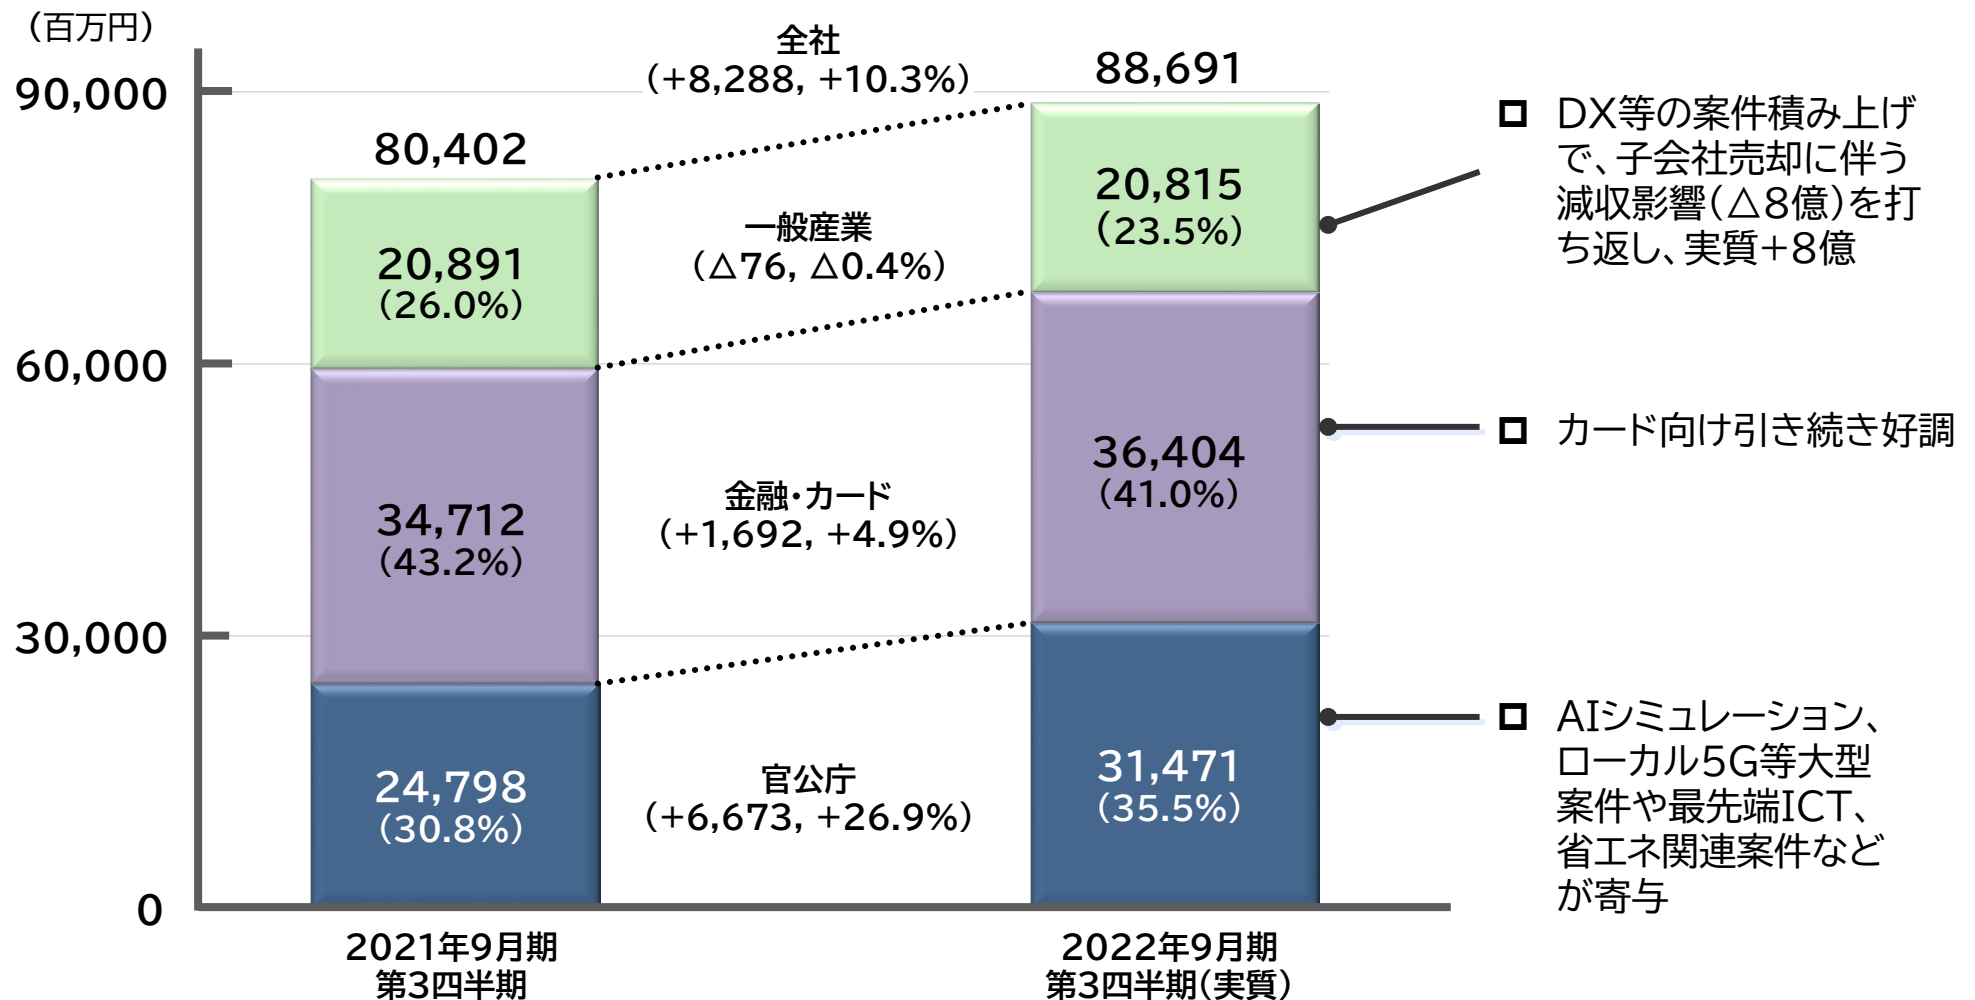 （百万円）
90,000
60,000
30,000
0
80,402
20,891
（26.0%）
34,712
（43.2%）
24,798
（30.8%）
2021年9月期
第3四半期
全社
（+8,288, +10.3%）
一般産業
（△76, △0.4%）
金融・カード
（+1,692, +4.9%）
官公庁
（+6,673, +26.9%）
88,691
20,815
（23.5%）
36,404
（41.0%）
31,471
（35.5%）
2022年9月期
第3四半期（実質）
DX等の案件積み上げ
で、子会社売却に伴う
減収影響（△8億）を打
ち返し、実質＋8億
カード向け引き続き好調
AIシミュレーション、
ローカル5G等大型
案件や最先端ICT、
省エネ関連案件など
が寄与